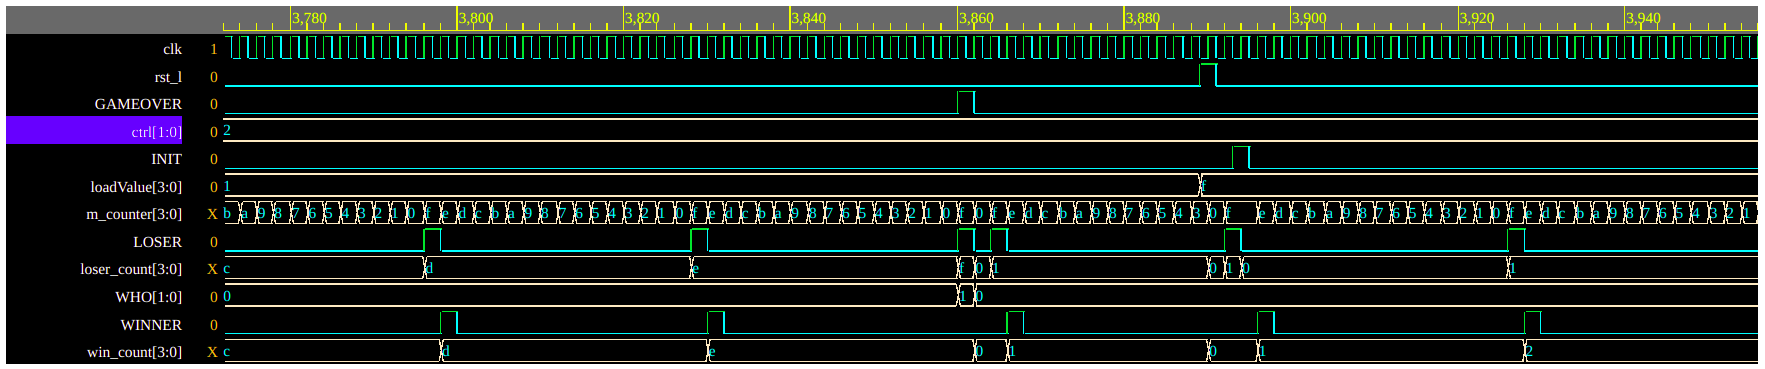 3,780 3,800 3,820 3,840 3,860 3,880 3,900 3,920 3,940
clk 1
rst_l 0
GAMEOVER 0
ctrl[1:0] 0 2
INIT 0
loadValue[3:0] 0 1 f
m_counter[3:0] X b a 9 8 7 6 5 4 3 2 1 0 f e d c b a 9 8 7 6 5 4 3 2 1 0 f e d c b a 9 8 7 6 5 4 3 2 1 0 f 0 f e d c b a 9 8 7 6 5 4 3 0 f e d c b a 9 8 7 6 5 4 3 2 1 0 f e d c b a 9 8 7 6 5 4 3 2 1
LOSER 0
loser_count[3:0] X c d e f 0 1 0 1 0 1
WHO[1:0] 0 0 1 0
WINNER 0
win_count[3:0] X c d e 0 1 0 1 2